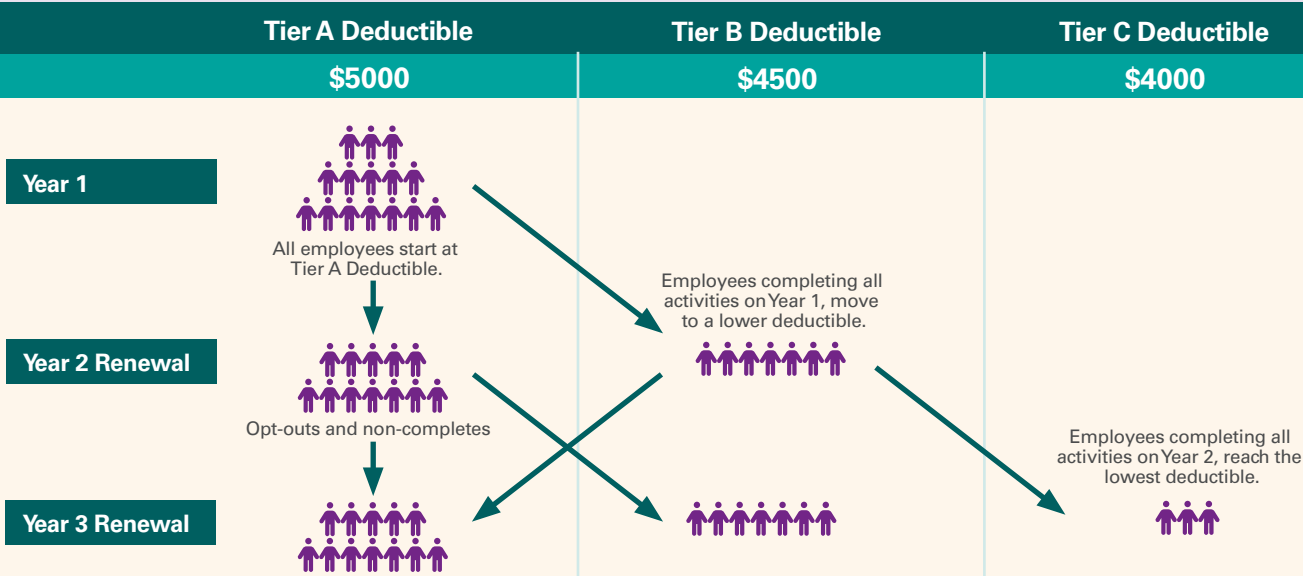 Tier A Deductible
Tier B Deductible
Tier C Deductible
$5000
$4500
$4000
Year 1
All employees start at
Tier A Deductible.
Employees completing all
activities on Year 1, move
to a lower deductible.
Year 2 Renewal
Opt-outs and non-completes
Employees completing all
activities on Year 2, reach the
lowest deductible.
Year 3 Renewal